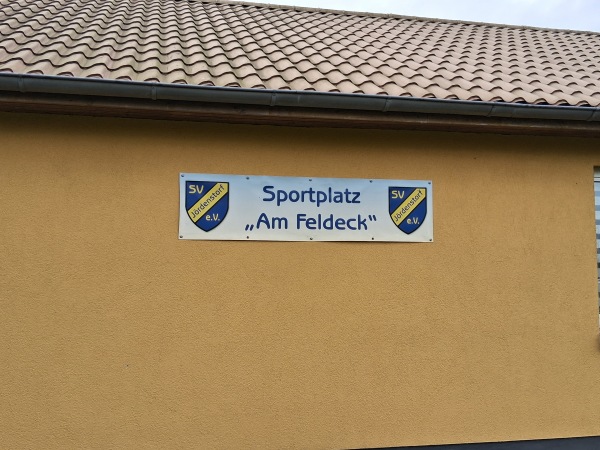 SV
Jördenstorf
e.V.
Sportplatz
„Am Feldeck“
SV
Jördenstorf
e.V.